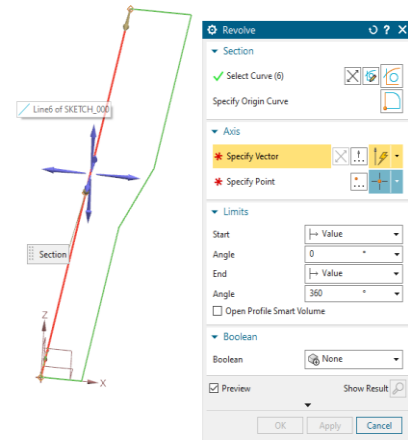 Line6 of SKETCH_000
Section
Z
X
Revolve
Section
Select Curve (6)
Specify Origin Curve
Axis
* Specify Vector
* Specify Point
Limits
Start
Value
Angle
0 °
End
Value
Angle
360 °
Open Profile Smart Volume
Boolean
Boolean
None
Preview
Show Result
OK
Apply
Cancel